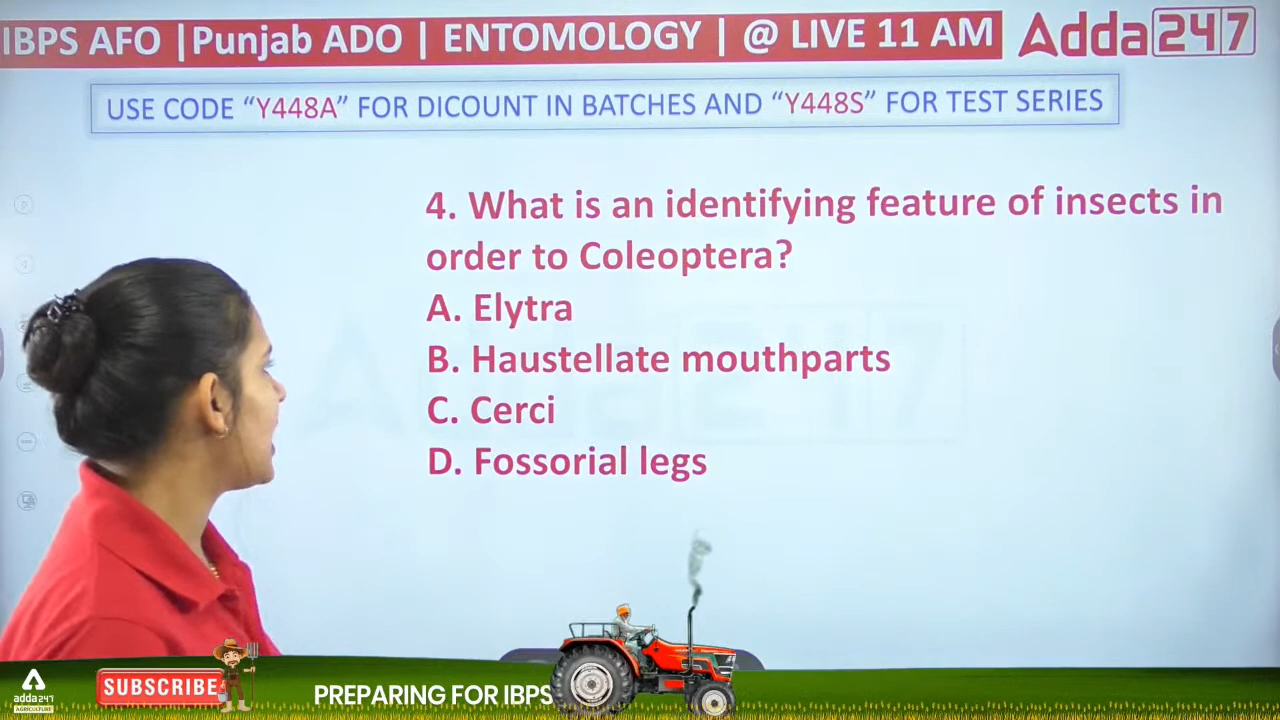 IBPS AFO |Punjab ADO | ENTOMOLOGY | @ LIVE 11 AM
Adda247
USE CODE “Y448A” FOR DICOUNT IN BATCHES AND “Y448S” FOR TEST SERIES
4. What is an identifying feature of insects in
order to Coleoptera?
A. Elytra
B. Haustellate mouthparts
C. Cerci
D. Fossorial legs
adda247
AGRICULTURE
SUBSCRIBE
PREPARING FOR IBPS